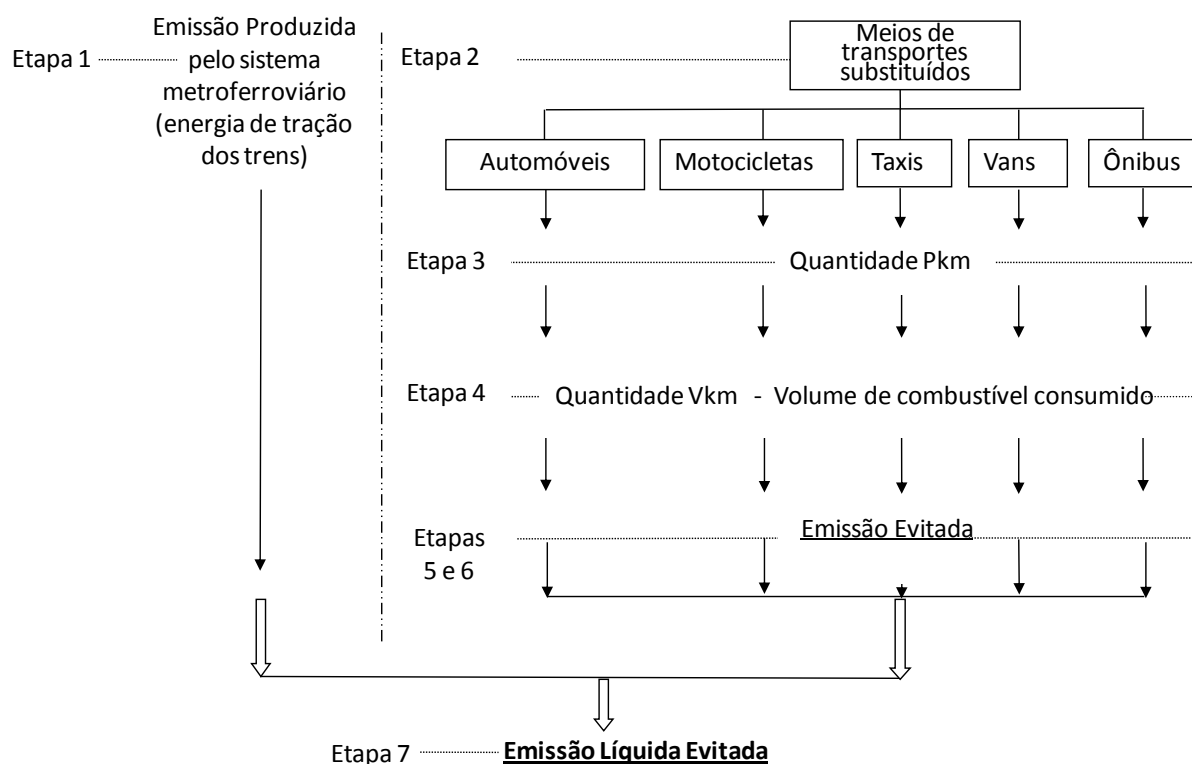 Etapa 1
Emissão Produzida
pelo sistema
metroferroviário
(energia de tração
dos trens)
Etapa 2
Meios de
transportes
substituídos
Automóveis
Motocicletas
Taxis
Vans
Ônibus
Etapa 3
Quantidade Pkm
Etapa 4
Quantidade Vkm - Volume de combustível consumido
Etapas
5 e 6
Emissão Evitada
Etapa 7
Emissão Líquida Evitada